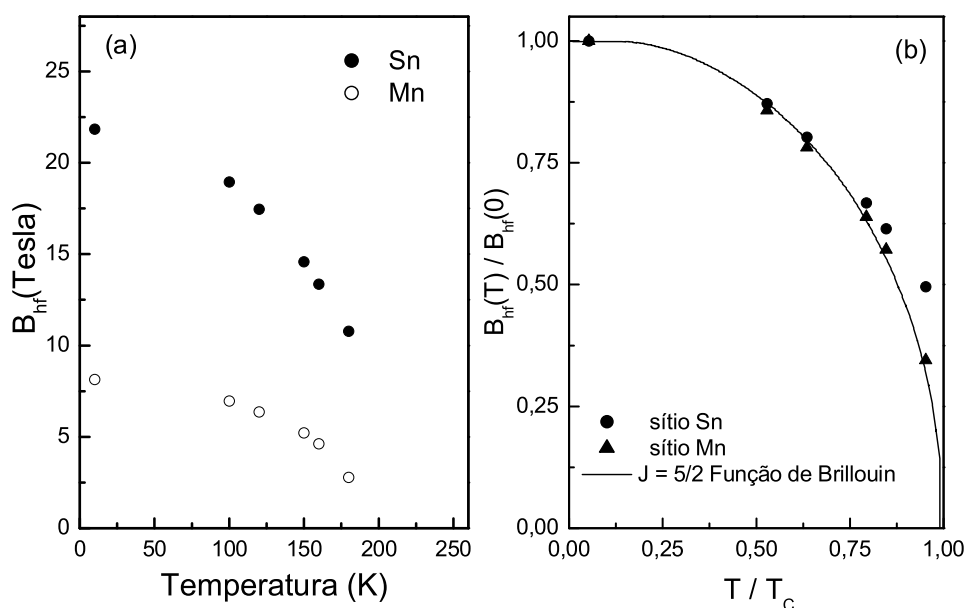 (a)
Sn
Mn
B_hf(Tesla)
25
20
15
10
5
0
0
50
100
150
200
250
Temperatura (K)
(b)
B_hf(T) / B_hf(0)
1,00
0,75
0,50
0,25
0,00
sítio Sn
sítio Mn
J = 5/2 Função de Brillouin
0,00
0,25
0,50
0,75
1,00
T / T_C